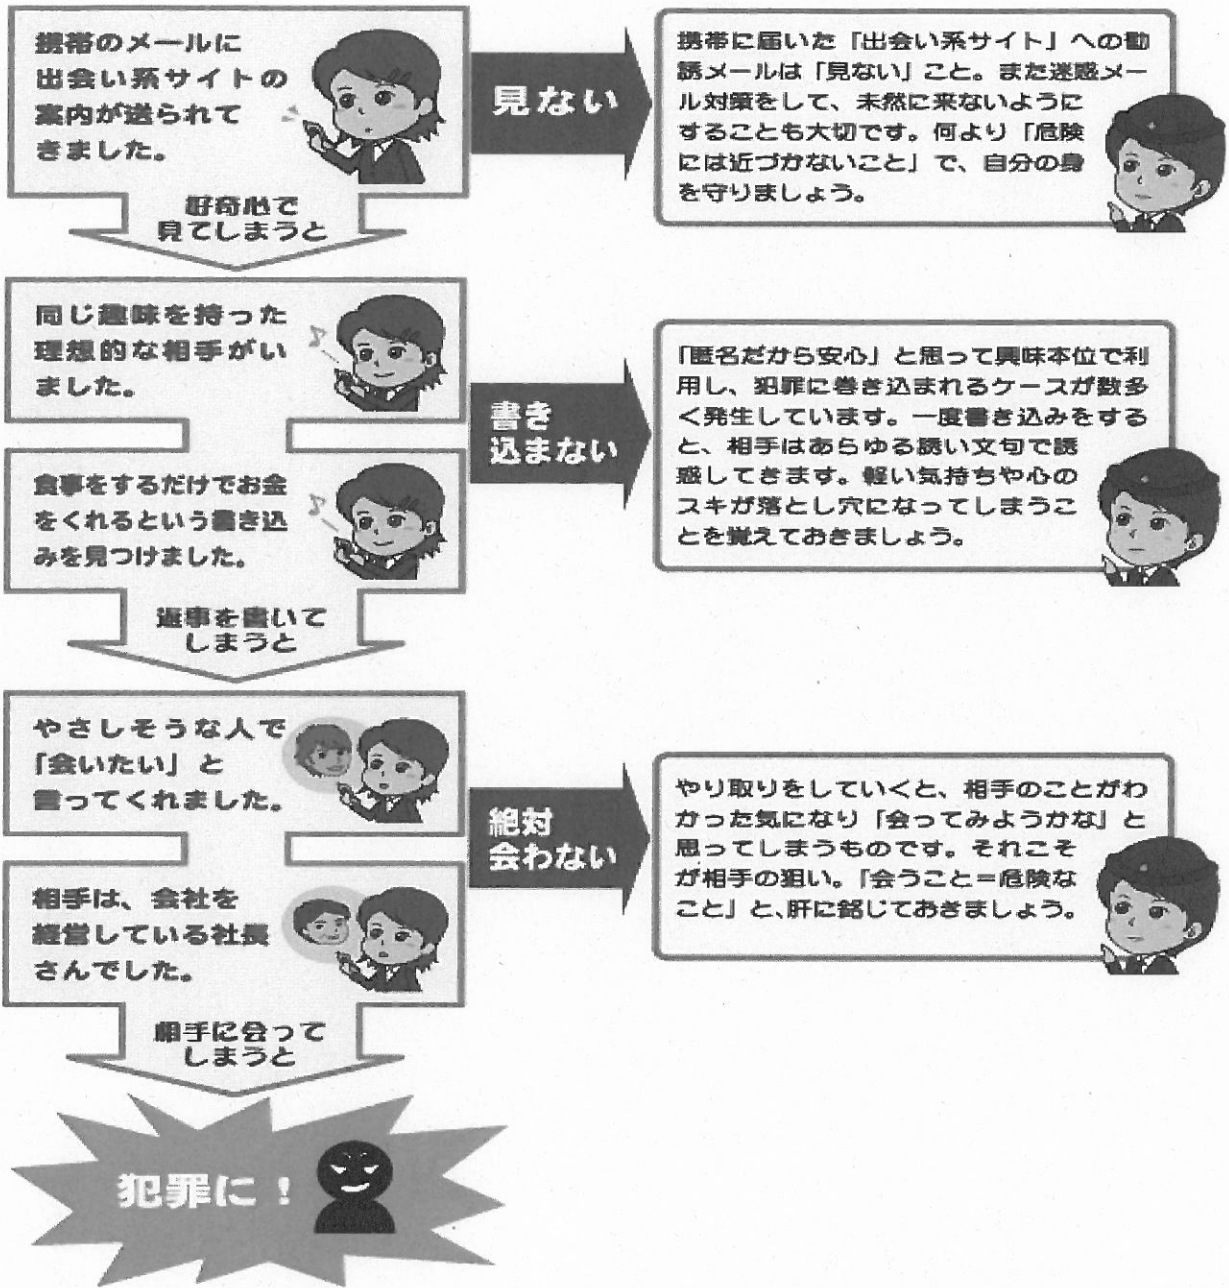 携帯のメールに
出会い系サイトの
案内が送られて
きました。
見ない
携帯に届いた「出会い系サイト」への勧
誘メールは「見ない」こと。また迷惑メー
ル対策をして、未然に来ないように
することも大切です。何より「危険
には近づかないこと」で、自分の身
を守りましょう。
好奇心で
見てしまうと
同じ趣味を持った
理想的な相手がい
ました。
食事をするだけでお金
をくれるという書き込
みを見つけました。
書き
込まない
「匿名だから安心」と思って興味本位で利
用し、犯罪に巻き込まれるケースが数多
く発生しています。一度書き込みをする
と、相手はあらゆる誘い文句で誘
惑してきます。軽い気持ちや心の
スキが落とし穴になってしまうこ
とを覚えておきましょう。
返事を書いて
しまうと
やさしそうな人で
「会いたい」と
言ってくれました。
相手は、会社を
経営している社長
さんでした。
絶対
会わない
やり取りをしていくと、相手のことがわ
かった気になり「会ってみようかな」と
思ってしまうものです。それこそ
が相手の狙い。「会うこと=危険な
こと」と、肝に銘じておきましょう。
相手に会って
しまうと
犯罪に!